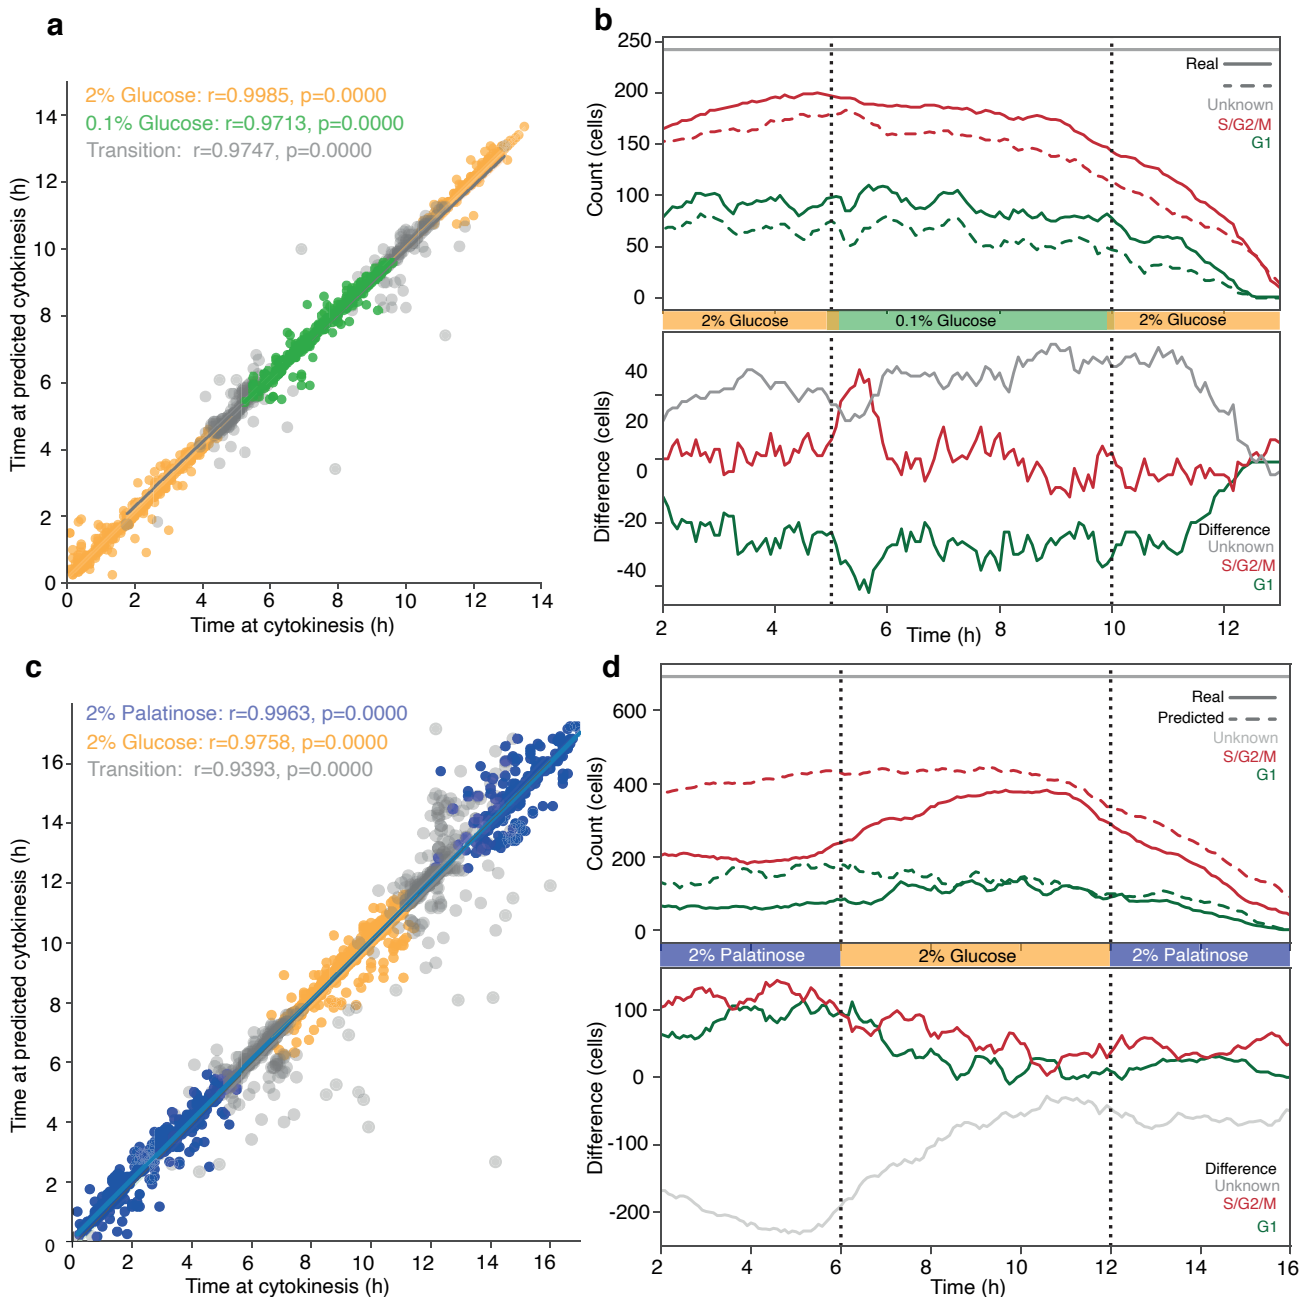 a
2% Glucose: r=0.9985, p=0.0000
0.1% Glucose: r=0.9713, p=0.0000
Transition: r=0.9747, p=0.0000
Time at predicted cytokinesis (h)
14
12
10
8
6
4
2
0
0 2 4 6 8 10 12 14
Time at cytokinesis (h)
b
Count (cells)
250
200
150
100
50
0
Real
Unknown
S/G2/M
G1
2% Glucose 0.1% Glucose 2% Glucose
Difference (cells)
40
20
0
-20
-40
Difference
Unknown
S/G2/M
G1
2 4 6 8 10 12
Time (h)
c
2% Palatinose: r=0.9963, p=0.0000
2% Glucose: r=0.9758, p=0.0000
Transition: r=0.9393, p=0.0000
Time at predicted cytokinesis (h)
16
14
12
10
8
6
4
2
0
0 2 4 6 8 10 12 14 16
Time at cytokinesis (h)
d
Count (cells)
600
400
200
0
Real
Predicted
Unknown
S/G2/M
G1
2% Palatinose 2% Glucose 2% Palatinose
Difference (cells)
100
0
-100
-200
Difference
Unknown
S/G2/M
G1
2 4 6 8 10 12 14 16
Time (h)